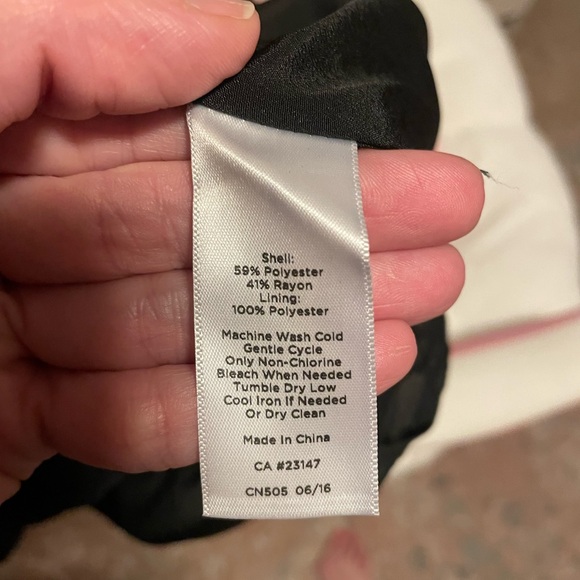 Shell:
59% Polyester
41% Rayon
Lining:
100% Polyester
Machine Wash Cold
Gentle Cycle
Only Non-Chlorine
Bleach When Needed
Tumble Dry Low
Cool Iron If Needed
Or Dry Clean
Made In China
CA #23147
CN505 06/16